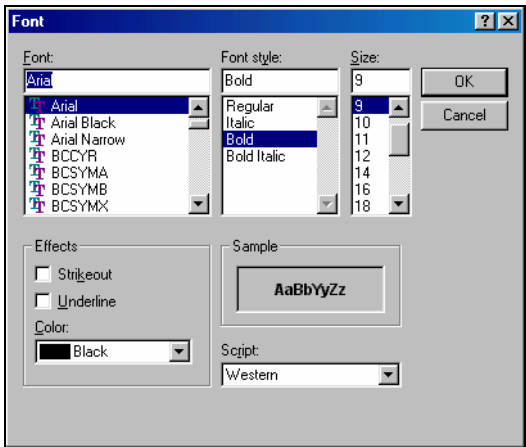 Font
Font: Font style: Size:
Arial Bold 9 OK
Arial Regular 9 Cancel
Arial Black Italic 10
Arial Narrow Bold 11
BCCYR Bold Italic 12
BCSYMA 14
BCSYMB 16
BCSYMX 18
Effects Sample
Strikeout
AaBbYyZz
Underline
Color:
Black Script:
Western